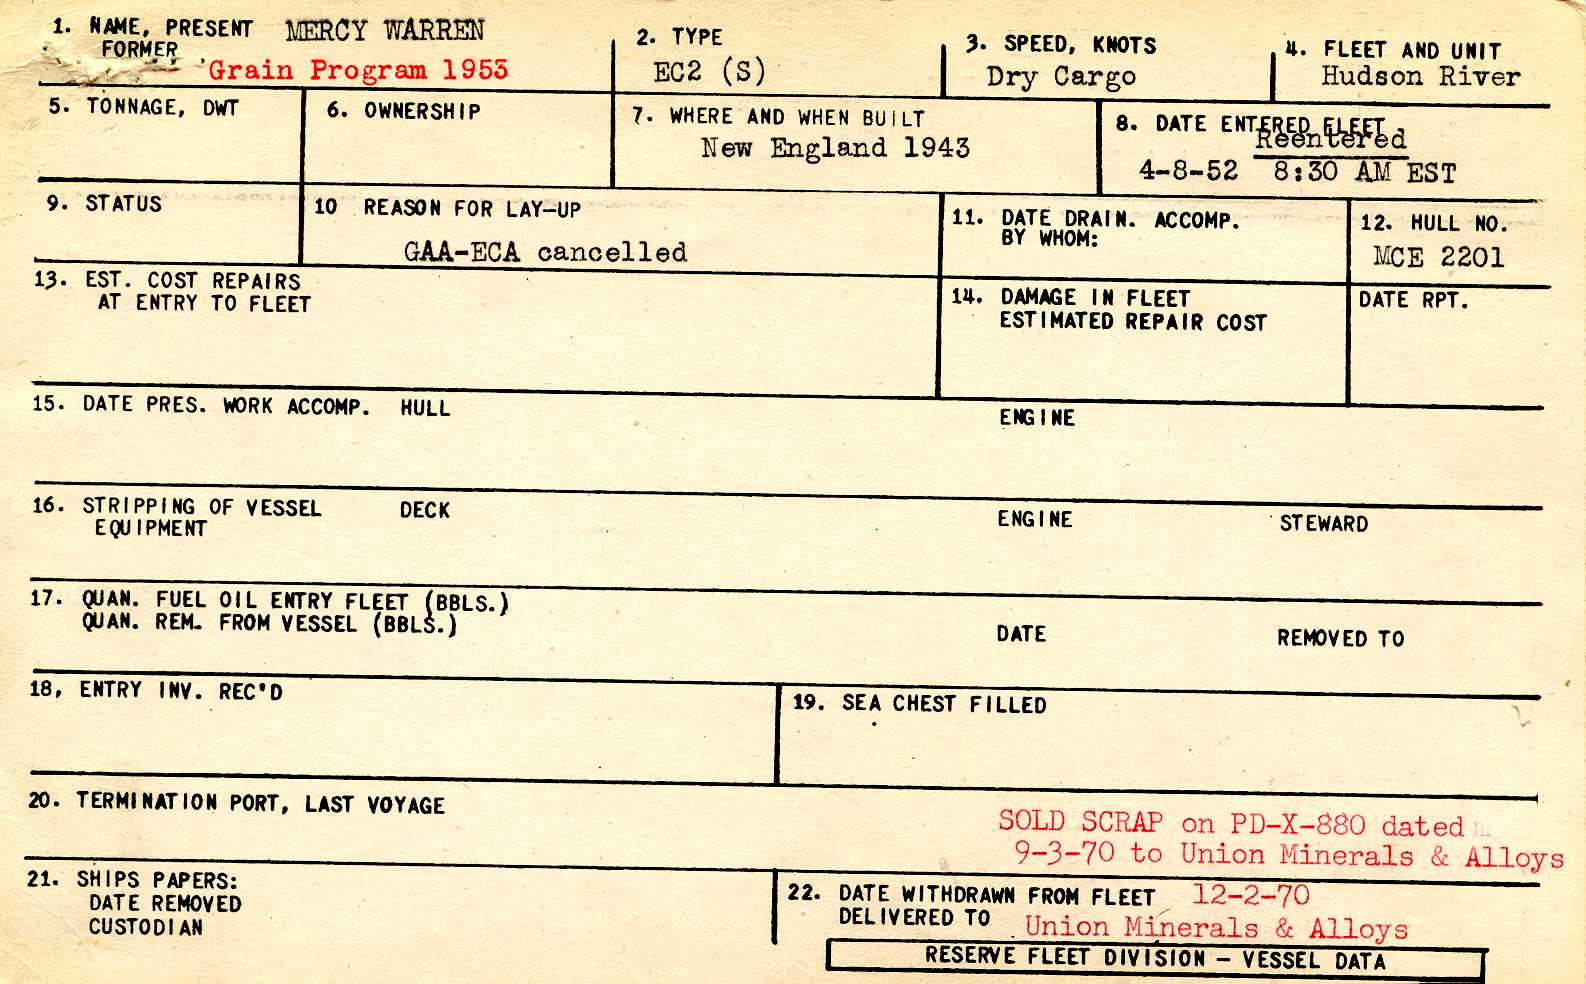 1. NAME, PRESENT MERCY WARREN
FORMER
Grain Program 1953
2. TYPE
EC2 (S)
3. SPEED, KNOTS
Dry Cargo
4. FLEET AND UNIT
Hudson River
5. TONNAGE, DWT
6. OWNERSHIP
7. WHERE AND WHEN BUILT
New England 1943
8. DATE ENTERED FLEET
Reentered
4-8-52 8:30 AM EST
9. STATUS
10 REASON FOR LAY-UP
GAA-ECA cancelled
11. DATE DRAIN. ACCOMP.
BY WHOM:
12. HULL NO.
MCE 2201
13. EST. COST REPAIRS
AT ENTRY TO FLEET
14. DAMAGE IN FLEET
ESTIMATED REPAIR COST
DATE RPT.
15. DATE PRES. WORK ACCOMP. HULL
ENGINE
16. STRIPPING OF VESSEL DECK
EQUIPMENT
ENGINE
STEWARD
17. QUAN. FUEL OIL ENTRY FLEET (BBLS.)
QUAN. REM. FROM VESSEL (BBLS.)
DATE
REMOVED TO
18, ENTRY INV. REC'D
19. SEA CHEST FILLED
20. TERMINATION PORT, LAST VOYAGE
SOLD SCRAP on PD-X-880 dated
9-3-70 to Union Minerals & Alloys
21. SHIPS PAPERS:
DATE REMOVED
CUSTODIAN
22. DATE WITHDRAWN FROM FLEET 12-2-70
DELIVERED TO Union Minerals & Alloys
RESERVE FLEET DIVISION - VESSEL DATA